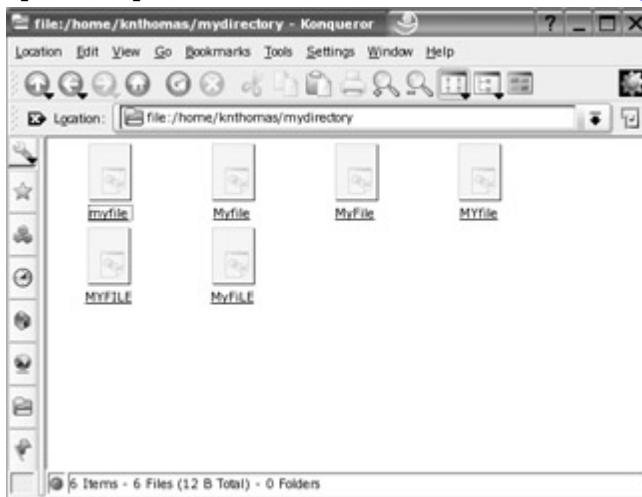 file:/home/knthomas/mydirectory - Konqueror
Location Edit View Go Bookmarks Tools Settings Window Help
Location: file:/home/knthomas/mydirectory
myfile Myfile MyFile MYfile
MYFILE MyFiLE
6 Items - 6 Files (12 B Total) - 0 Folders